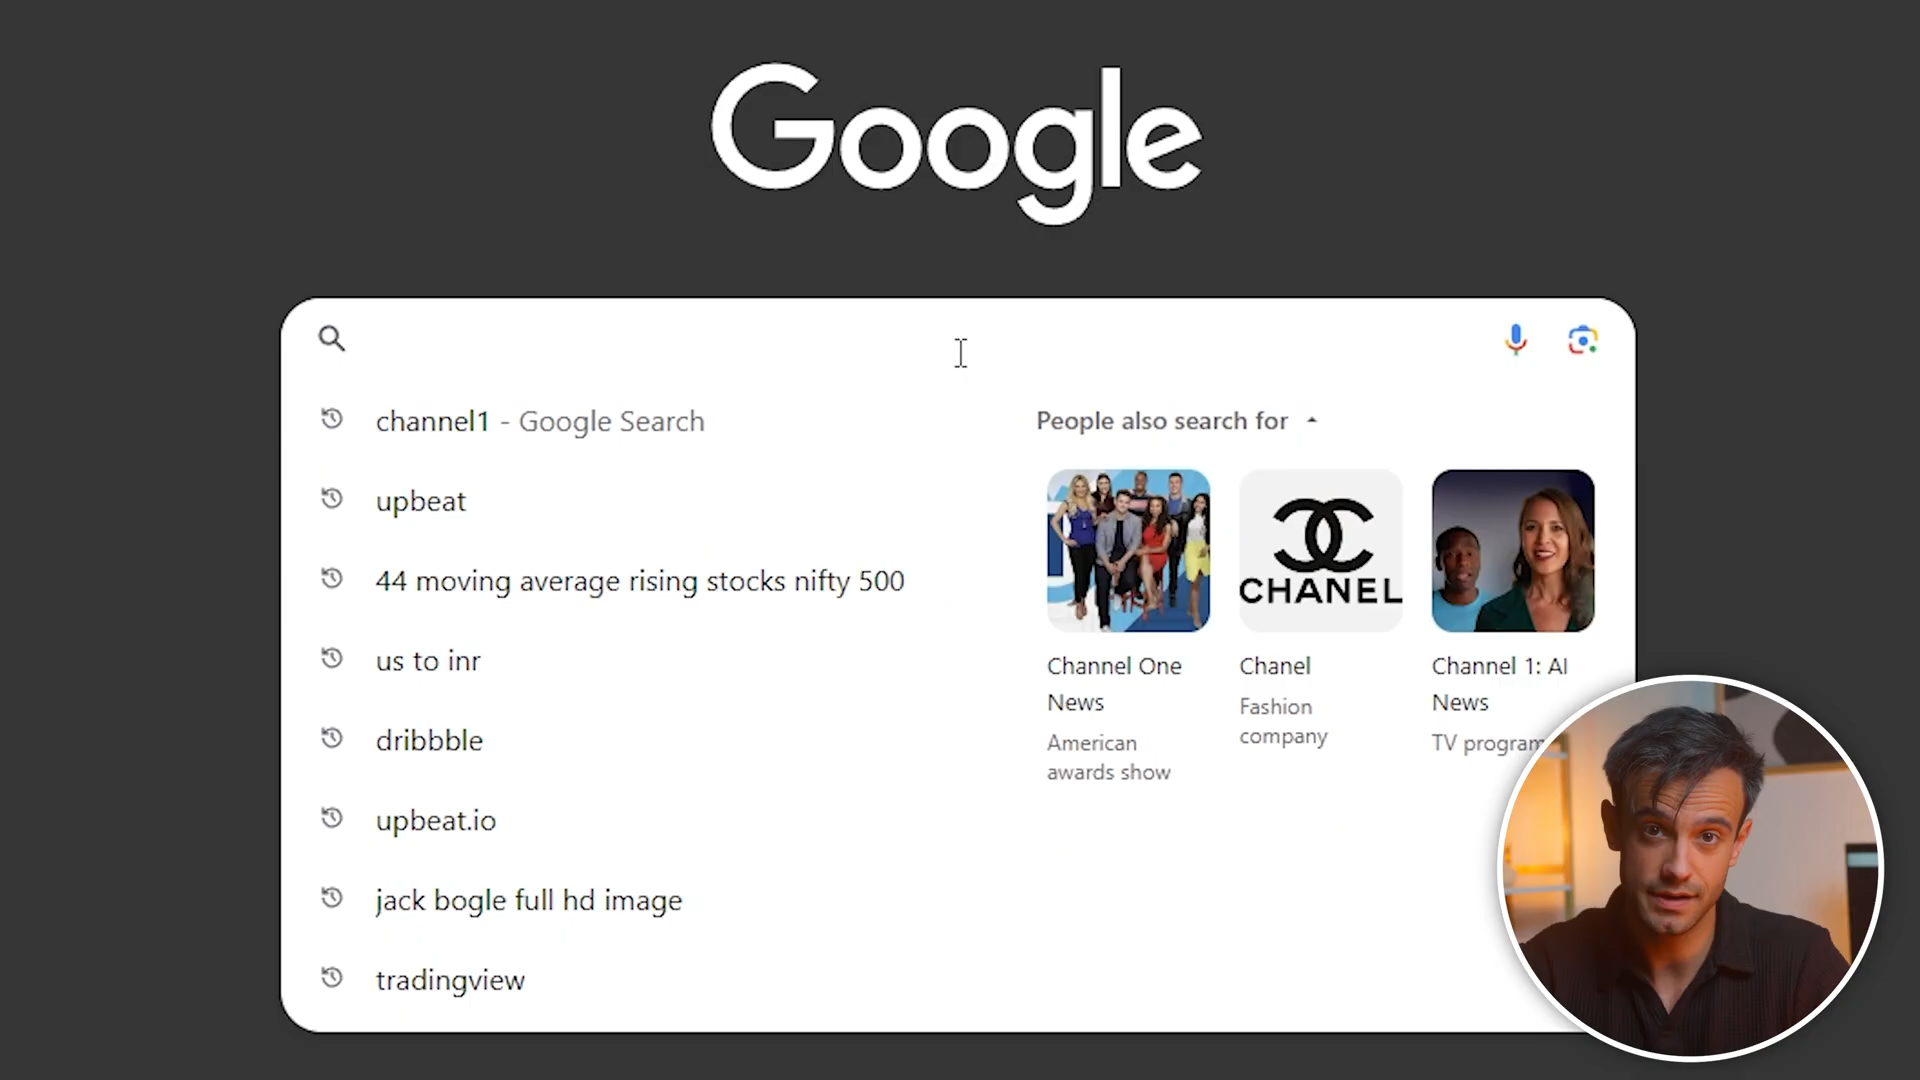 Google
channel1 - Google Search
upbeat
44 moving average rising stocks nifty 500
us to inr
dribbble
upbeat.io
jack bogle full hd image
tradingview
People also search for
Channel One
News
American
awards show
CHANEL
Chanel
Fashion
company
Channel 1: AI
News
TV program